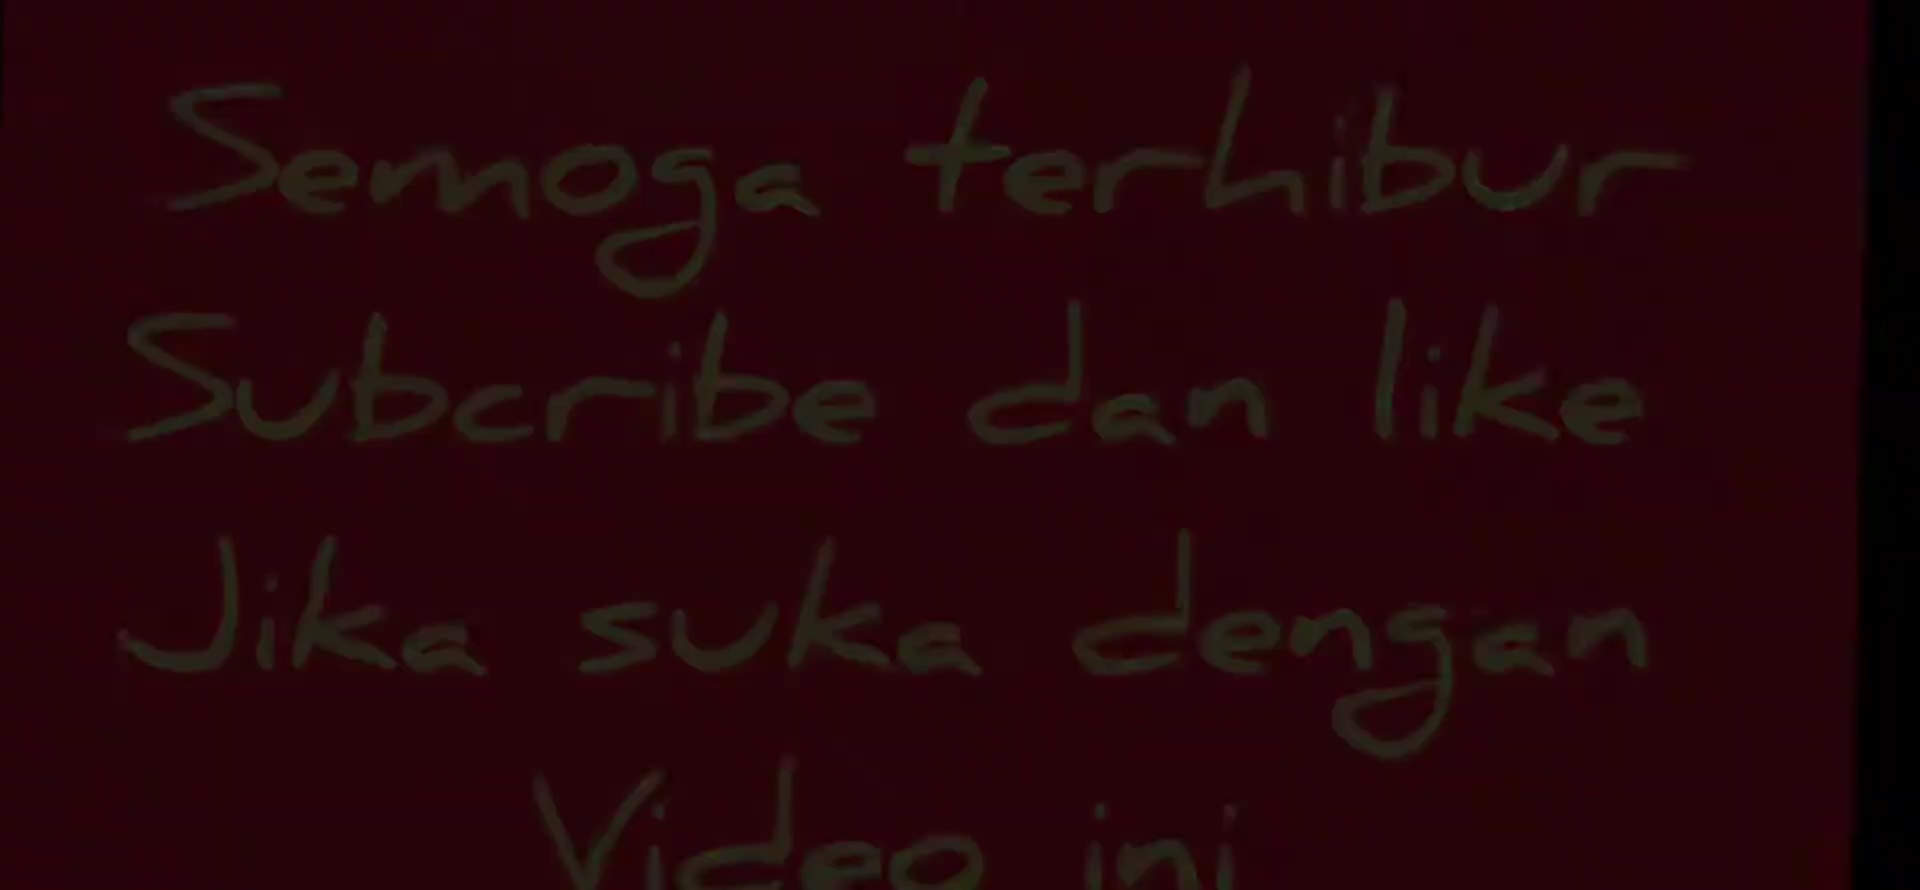 Semoga terhibur
Subcribe dan like
Jika suka dengan
Video ini